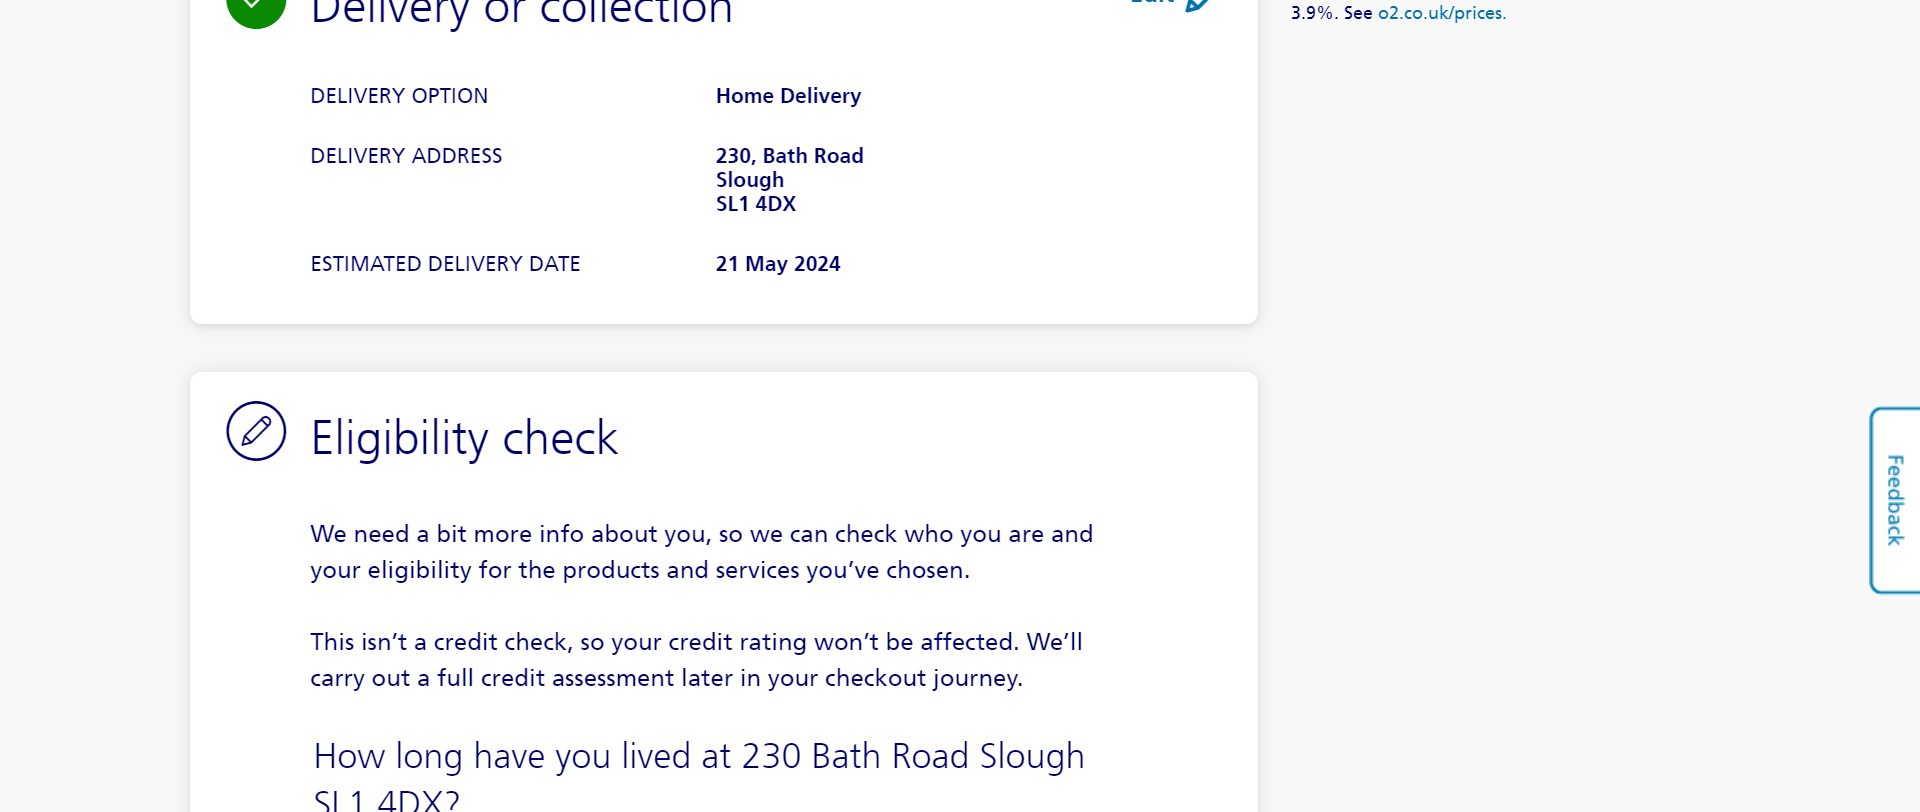 Delivery or collection
Edit
3.9%. See o2.co.uk/prices.
DELIVERY OPTION
Home Delivery
DELIVERY ADDRESS
230, Bath Road
Slough
SL1 4DX
ESTIMATED DELIVERY DATE
21 May 2024
Eligibility check
We need a bit more info about you, so we can check who you are and
your eligibility for the products and services you’ve chosen.
This isn’t a credit check, so your credit rating won’t be affected. We’ll
carry out a full credit assessment later in your checkout journey.
How long have you lived at 230 Bath Road Slough
SL1 4DX?
Feedback